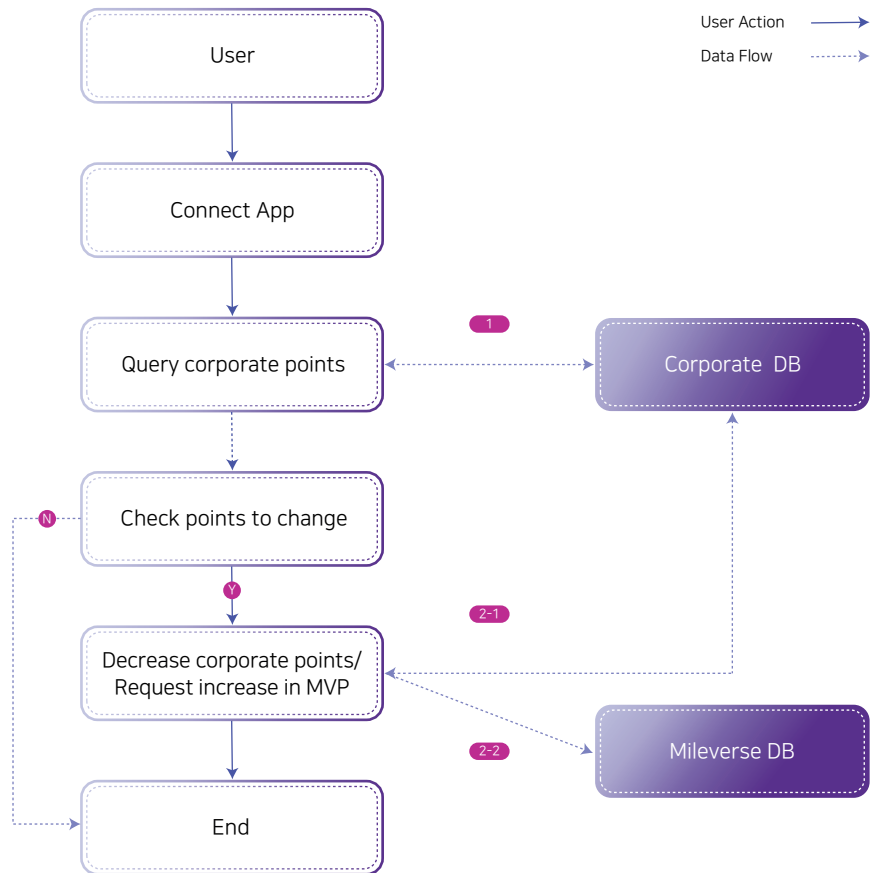 User
User Action
Data Flow
Connect App
1
Query corporate points
Corporate DB
Check points to change
N
Y
2-1
Decrease corporate points/
Request increase in MVP
2-2
Mileverse DB
End